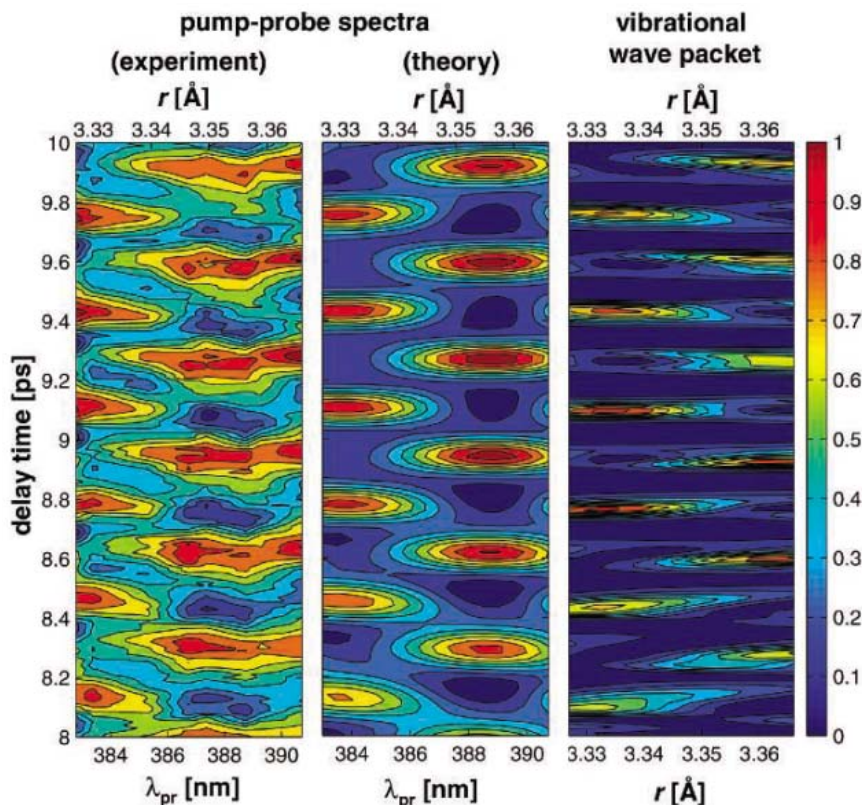 pump-probe spectra
(experiment) (theory)
vibrational
wave packet
r [Å] r [Å] r [Å]
3.33 3.34 3.35 3.36 3.33 3.34 3.35 3.36 3.33 3.34 3.35 3.36
10
9.8
9.6
9.4
9.2
9
8.8
8.6
8.4
8.2
8
delay time [ps]
384 386 388 390 384 386 388 390 3.33 3.34 3.35 3.36
λpr [nm] λpr [nm] r [Å]
1
0.9
0.8
0.7
0.6
0.5
0.4
0.3
0.2
0.1
0